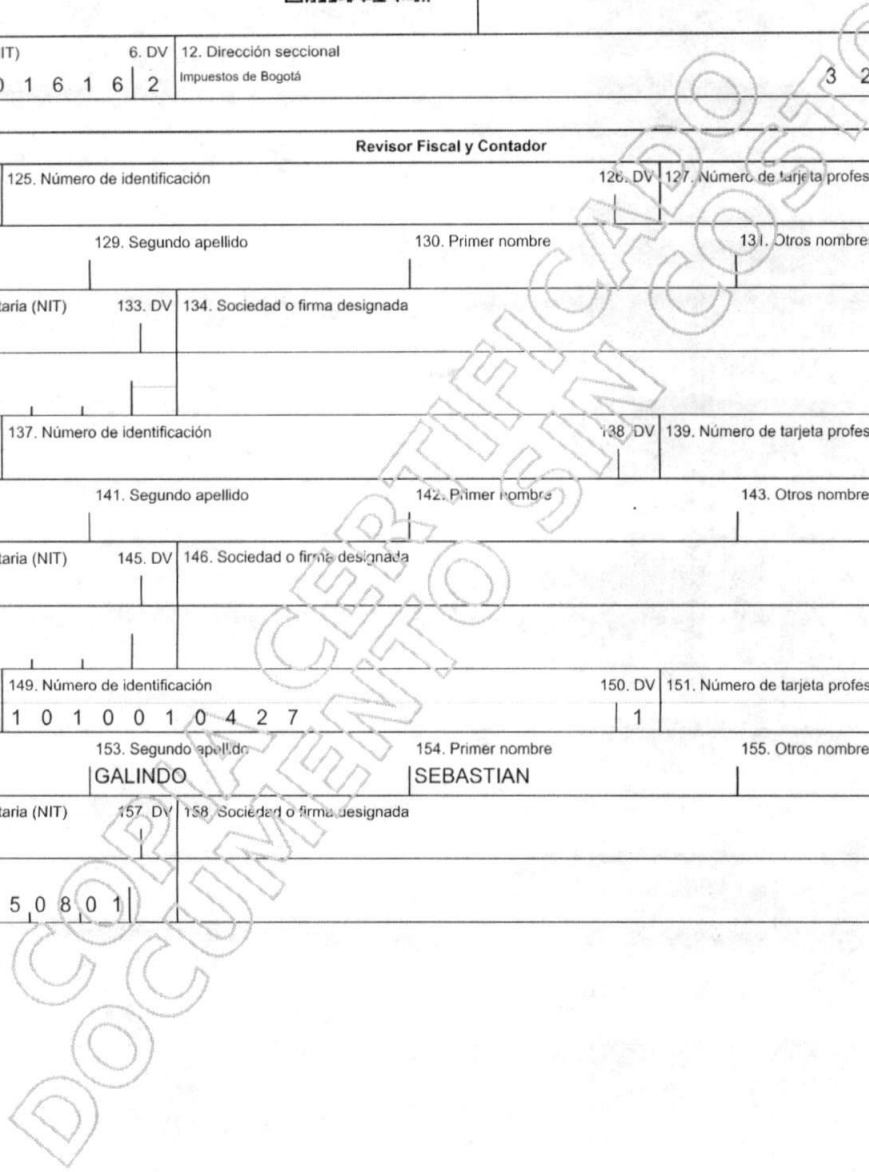 IT) 6. DV 12. Dirección seccional
0 1 6 1 6 2 Impuestos de Bogotá 3 2
Revisor Fiscal y Contador
125. Número de identificación 126. DV 127. Número de tarjeta profes
129. Segundo apellido 130. Primer nombre 131. Otros nombre
taria (NIT) 133. DV 134. Sociedad o firma designada
137. Número de identificación 138. DV 139. Número de tarjeta profes
141. Segundo apellido 142. Primer nombre 143. Otros nombre
taria (NIT) 145. DV 146. Sociedad o firma designada
149. Número de identificación 150. DV 151. Número de tarjeta profes
1 0 1 0 0 1 0 4 2 7 1
153. Segundo apellido 154. Primer nombre 155. Otros nombre
GALINDO SEBASTIAN
taria (NIT) 157. DV 158. Sociedad o firma designada
5 0 8 0 1
COPIA CERTIFICADO
DOCUMENTO SIN COSTO